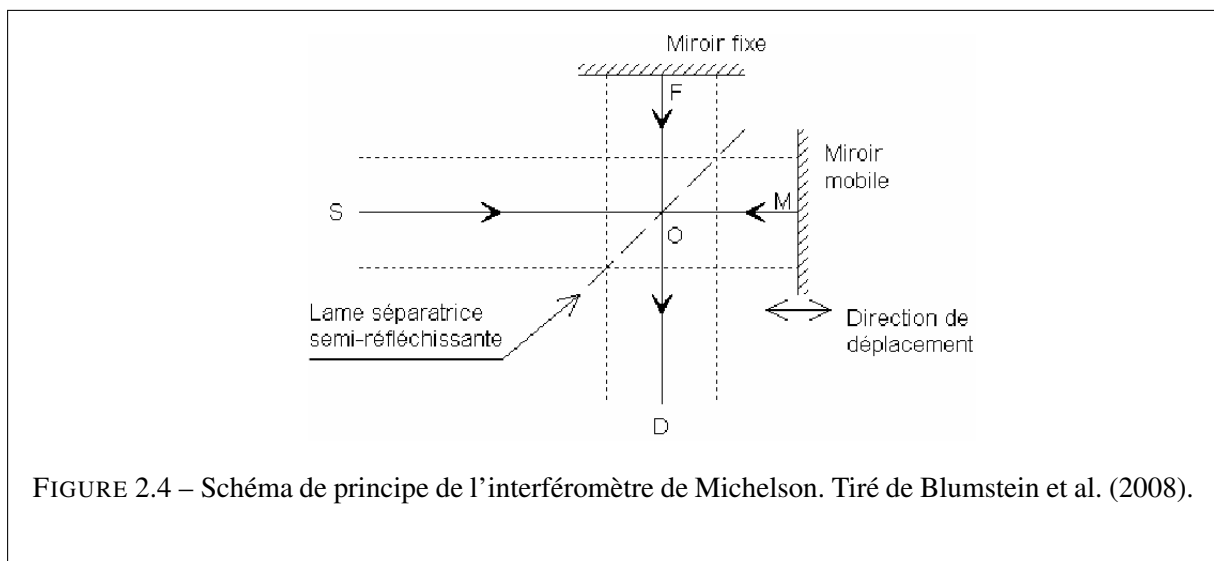 Miroir fixe
F
Miroir
mobile
S
M
O
Lame séparatrice
semi-réfléchissante
Direction de
déplacement
D
FIGURE 2.4 – Schéma de principe de l'interféromètre de Michelson. Tiré de Blumstein et al. (2008).